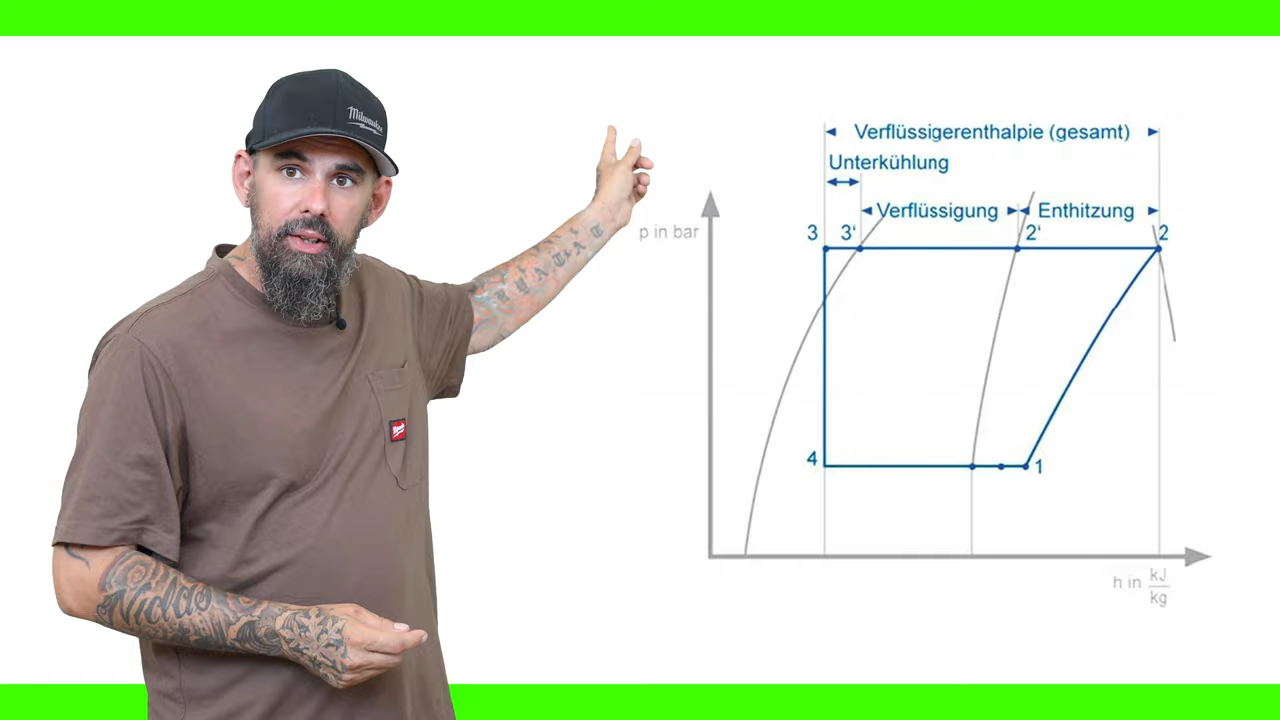 Milwaukee
Verflüssigerenthalpie (gesamt)
Unterkühlung
Verflüssigung
Enthitzung
p in bar
3
3'
2'
2
4
1
h in kJ
kg